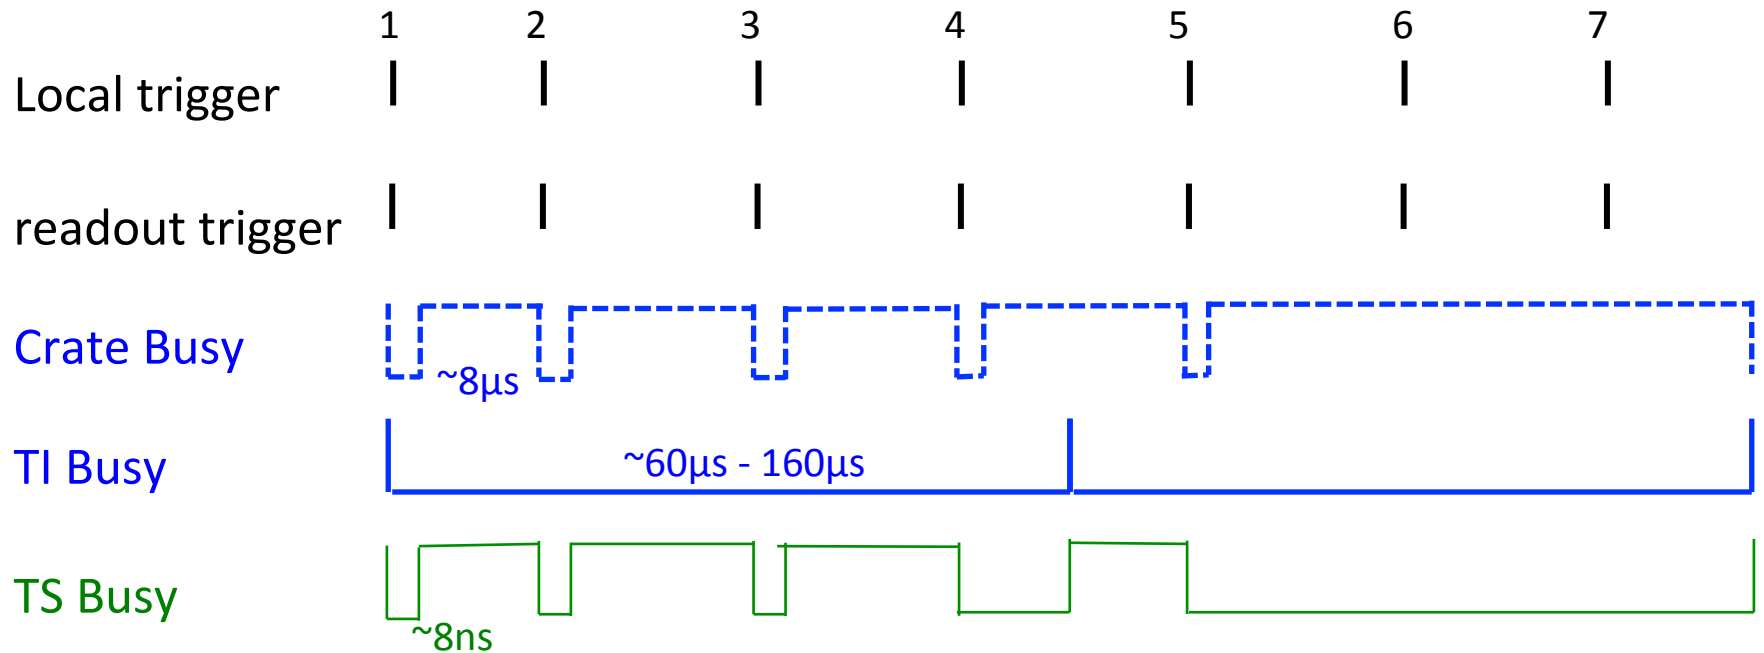 1 2 3 4 5 6 7
Local trigger
readout trigger
Crate Busy
~8μs
TI Busy
~60μs - 160μs
TS Busy
~8ns